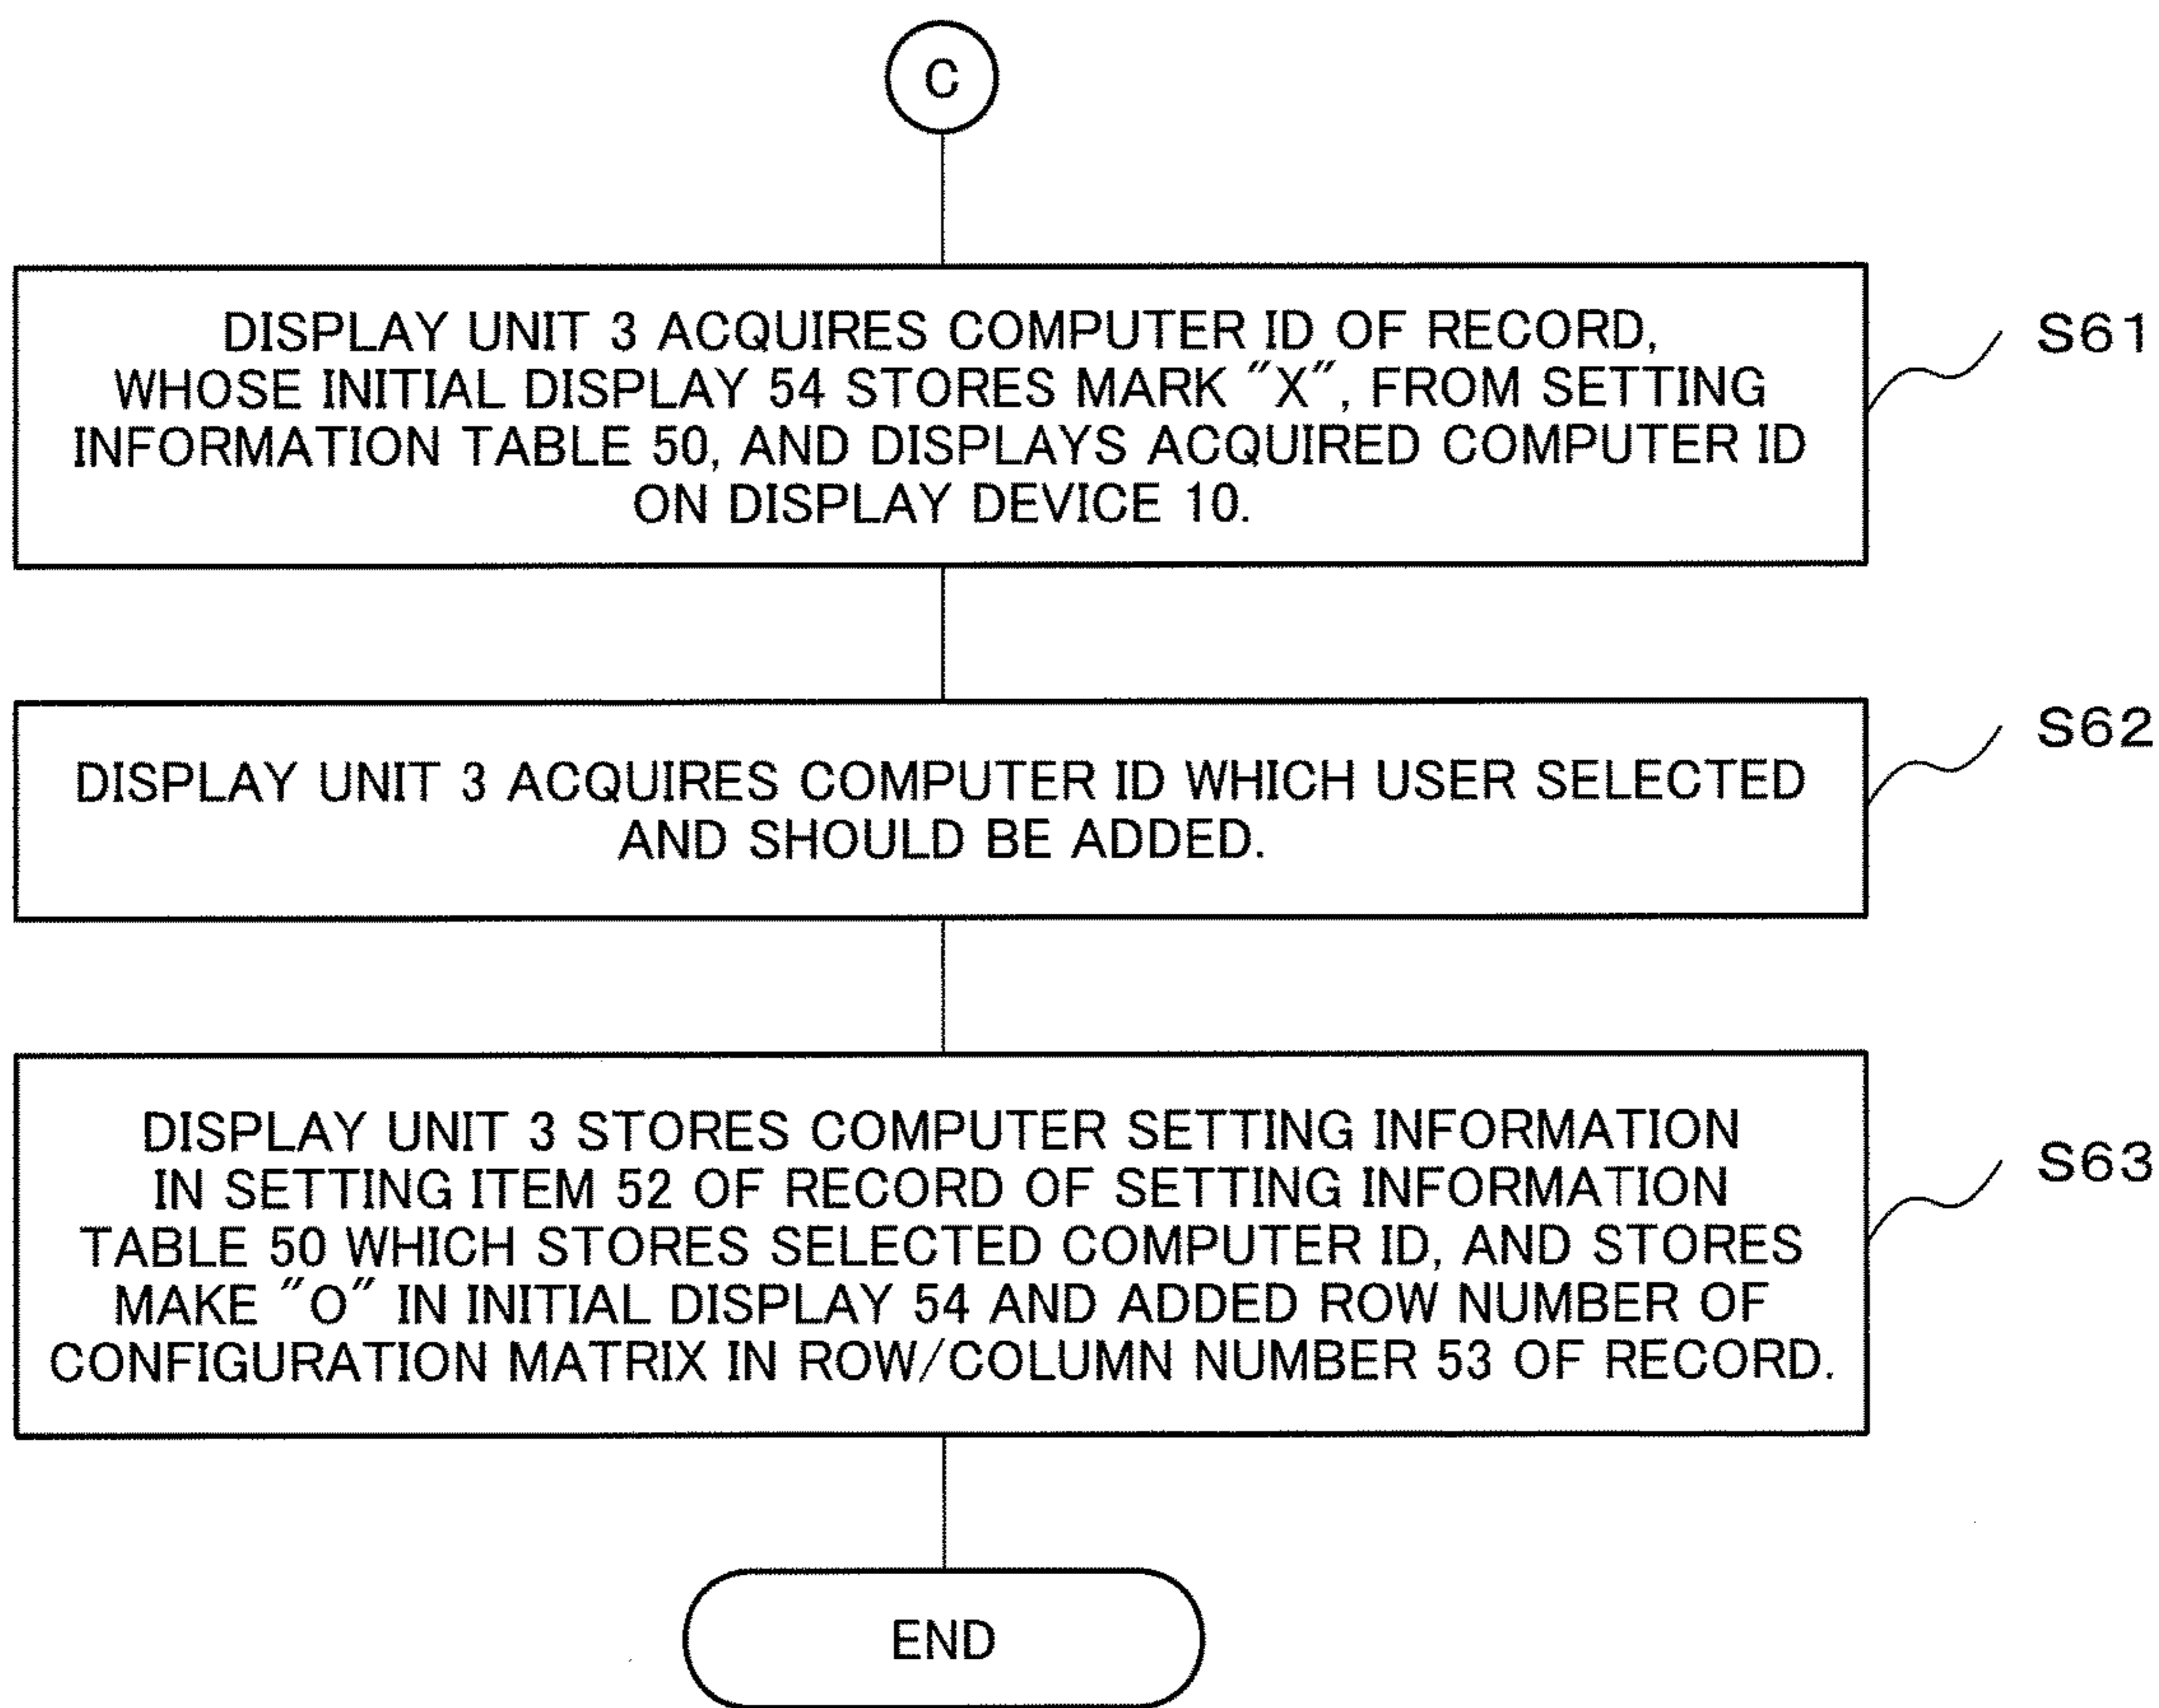 C
DISPLAY UNIT 3 ACQUIRES COMPUTER ID OF RECORD,
WHOSE INITIAL DISPLAY 54 STORES MARK "X", FROM SETTING
INFORMATION TABLE 50, AND DISPLAYS ACQUIRED COMPUTER ID
ON DISPLAY DEVICE 10.
S61
DISPLAY UNIT 3 ACQUIRES COMPUTER ID WHICH USER SELECTED
AND SHOULD BE ADDED.
S62
DISPLAY UNIT 3 STORES COMPUTER SETTING INFORMATION
IN SETTING ITEM 52 OF RECORD OF SETTING INFORMATION
TABLE 50 WHICH STORES SELECTED COMPUTER ID, AND STORES
MAKE "O" IN INITIAL DISPLAY 54 AND ADDED ROW NUMBER OF
CONFIGURATION MATRIX IN ROW/COLUMN NUMBER 53 OF RECORD.
S63
END